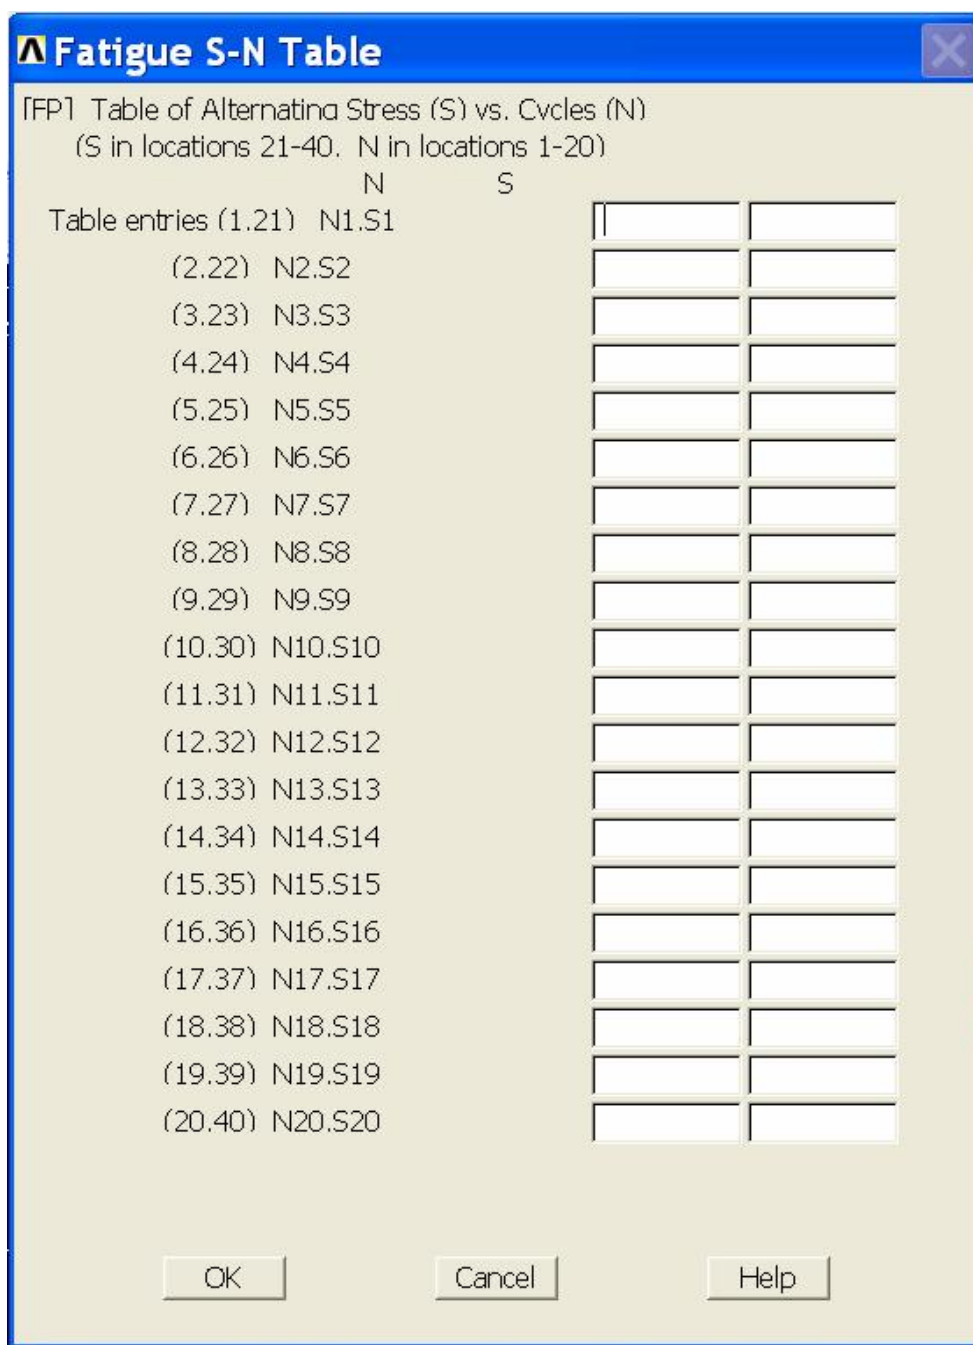 Fatigue S-N Table
[FP] Table of Alternating Stress (S) vs. Cycles (N)
(S in locations 21-40, N in locations 1-20)
N S
Table entries (1,21) N1,S1
(2,22) N2,S2
(3,23) N3,S3
(4,24) N4,S4
(5,25) N5,S5
(6,26) N6,S6
(7,27) N7,S7
(8,28) N8,S8
(9,29) N9,S9
(10,30) N10,S10
(11,31) N11,S11
(12,32) N12,S12
(13,33) N13,S13
(14,34) N14,S14
(15,35) N15,S15
(16,36) N16,S16
(17,37) N17,S17
(18,38) N18,S18
(19,39) N19,S19
(20,40) N20,S20
OK Cancel Help